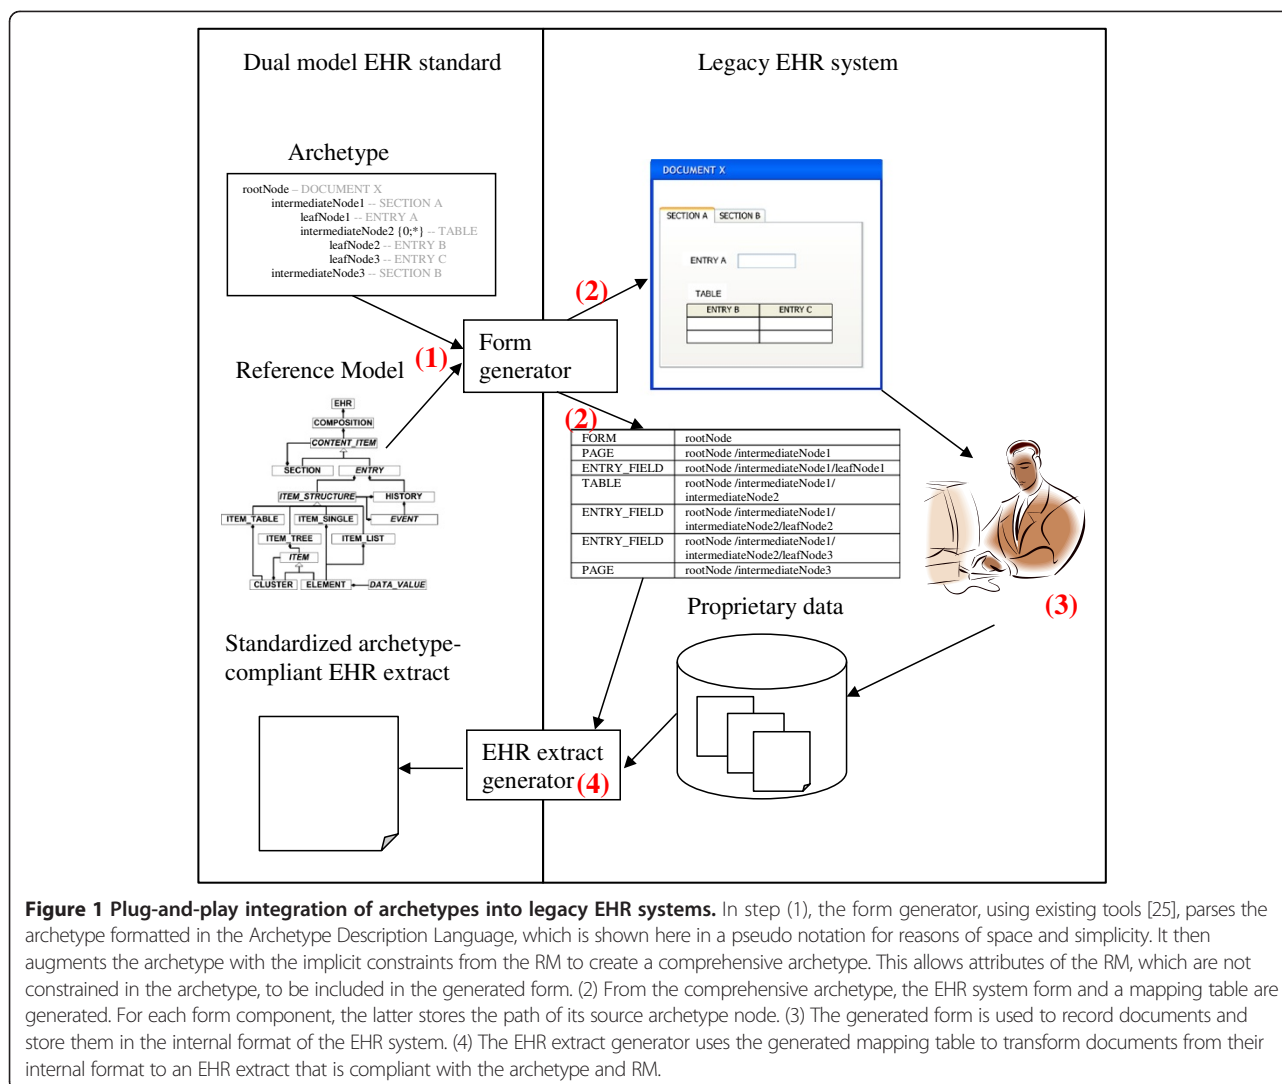 Dual model EHR standard
Legacy EHR system
Archetype
rootNode – DOCUMENT X
intermediateNode1 -- SECTION A
leafNode1 -- ENTRY A
intermediateNode2 {0;*} -- TABLE
leafNode2 -- ENTRY B
leafNode3 -- ENTRY C
intermediateNode3 -- SECTION B
DOCUMENT X
SECTION A SECTION B
ENTRY A
TABLE
ENTRY B ENTRY C
(2)
Form
generator
(1)
Reference Model
EHR
COMPOSITION
CONTENT_ITEM
SECTION ENTRY
ITEM_STRUCTURE HISTORY
ITEM_TABLE ITEM_SINGLE EVENT
ITEM_TREE ITEM_LIST
ITEM
CLUSTER ELEMENT DATA_VALUE
(2)
FORM rootNode
PAGE rootNode /intermediateNode1
ENTRY_FIELD rootNode /intermediateNode1/leafNode1
TABLE rootNode /intermediateNode1/
intermediateNode2
ENTRY_FIELD rootNode /intermediateNode1/
intermediateNode2/leafNode2
ENTRY_FIELD rootNode /intermediateNode1/
intermediateNode2/leafNode3
PAGE rootNode /intermediateNode3
(3)
Proprietary data
Standardized archetype-
compliant EHR extract
EHR extract
generator (4)
Figure 1 Plug-and-play integration of archetypes into legacy EHR systems. In step (1), the form generator, using existing tools [25], parses the
archetype formatted in the Archetype Description Language, which is shown here in a pseudo notation for reasons of space and simplicity. It then
augments the archetype with the implicit constraints from the RM to create a comprehensive archetype. This allows attributes of the RM, which are not
constrained in the archetype, to be included in the generated form. (2) From the comprehensive archetype, the EHR system form and a mapping table are
generated. For each form component, the latter stores the path of its source archetype node. (3) The generated form is used to record documents and
store them in the internal format of the EHR system. (4) The EHR extract generator uses the generated mapping table to transform documents from their
internal format to an EHR extract that is compliant with the archetype and RM.